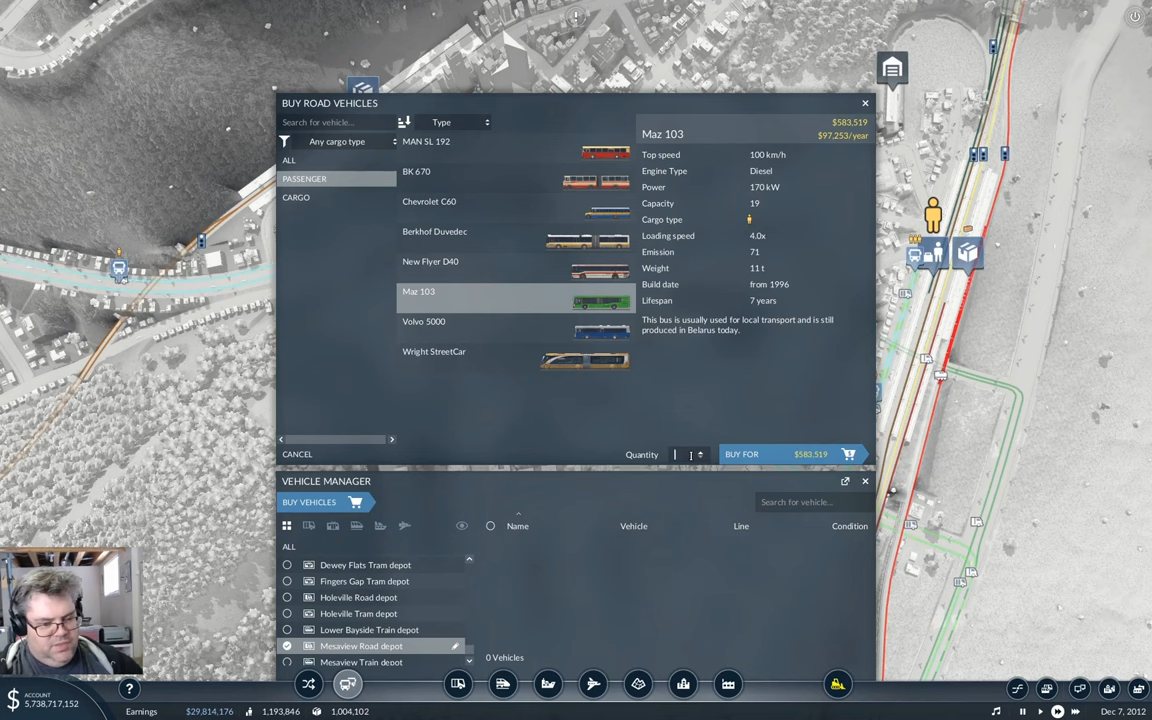 BUY ROAD VEHICLES
Search for vehicle...
Type
Any cargo type
ALL
PASSENGER
CARGO
MAN SL 192
BK 670
Chevrolet C60
Berkhof Duvedec
New Flyer D40
Maz 103
Volvo 5000
Wright StreetCar
$583,519
Maz 103
$97,253/year
Top speed 100 km/h
Engine Type Diesel
Power 170 kW
Capacity 19
Cargo type
Loading speed 4.0x
Emission 71
Weight 11 t
Build date from 1996
Lifespan 7 years
This bus is usually used for local transport and is still
produced in Belarus today.
CANCEL
Quantity
BUY FOR $583,519
VEHICLE MANAGER
BUY VEHICLES
Search for vehicle...
Name Vehicle Line Condition
ALL
Dewey Flats Tram depot
Fingers Gap Tram depot
Holeville Road depot
Holeville Tram depot
Lower Bayside Train depot
Mesaview Road depot
Mesaview Train depot
0 Vehicles
$ ACCOUNT
5,738,717,152
?
Earnings $29,814,176 1,193,846 1,004,102
Dec 7, 2012